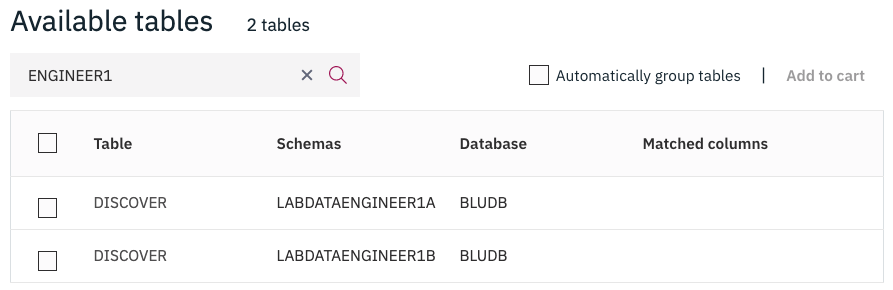 Available tables 2 tables
ENGINEER1
Automatically group tables | Add to cart
Table Schemas Database Matched columns
DISCOVER LABDATAENGINEER1A BLUDB
DISCOVER LABDATAENGINEER1B BLUDB